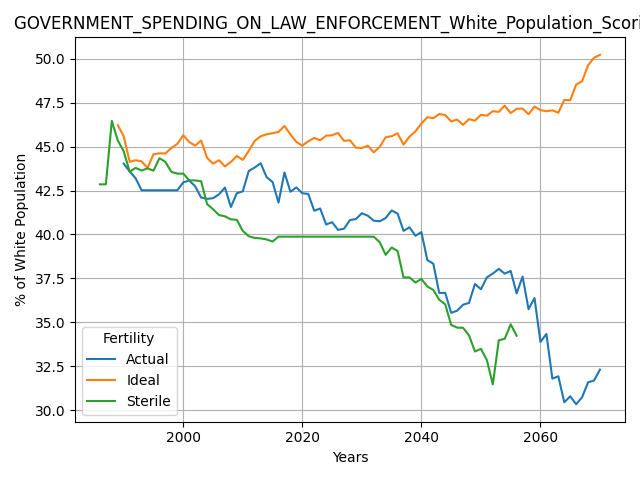 GOVERNMENT_SPENDING_ON_LAW_ENFORCEMENT_White_Population_Scori
50.0
47.5
45.0
42.5
40.0
37.5
35.0
32.5
30.0
% of White Population
Fertility
Actual
Ideal
Sterile
2000 2020 2040 2060
Years